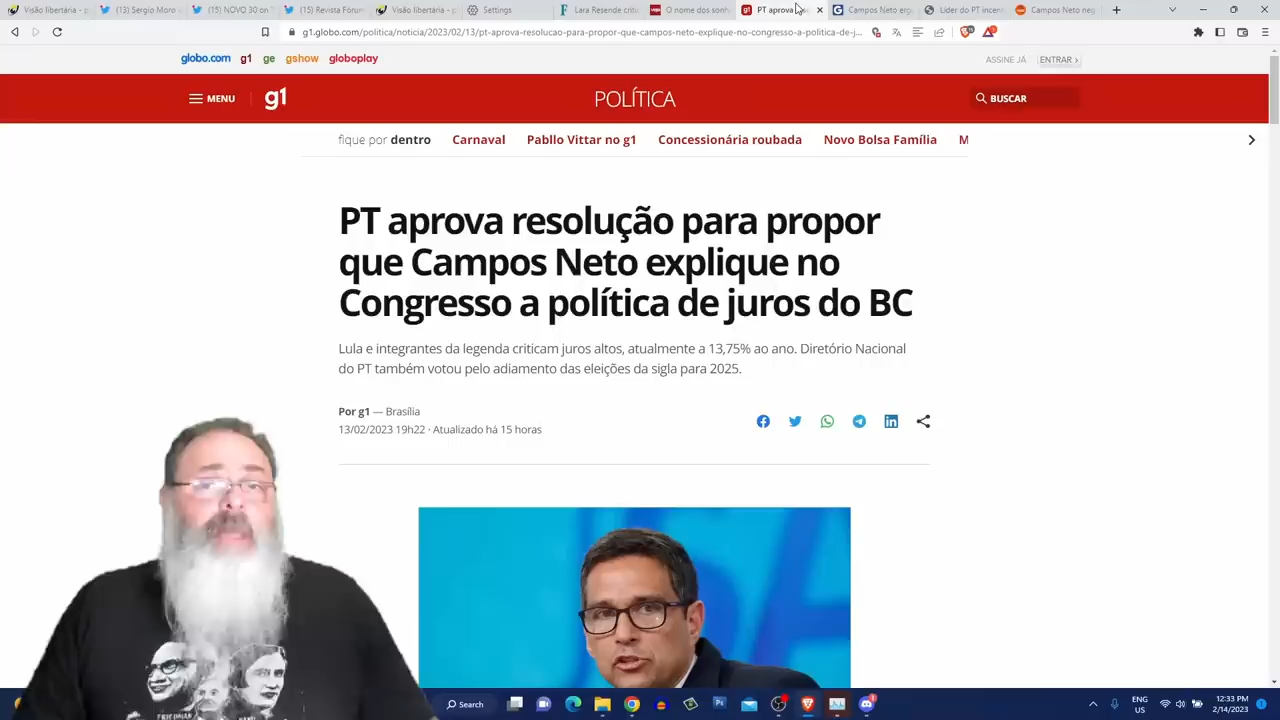 Visão libertária - p
(13) Sergio Moro
(15) NOVO 30 on
(15) Revista Fórum
Visão libertária - p
Settings
Lara Resende critic
O nome dos sonh
PT aprova
Campos Neto erg
Líder do PT incen
Campos Neto neg
g1.globo.com/politica/noticia/2023/02/13/pt-aprova-resolucao-para-propor-que-campos-neto-explique-no-congresso-a-politica-de-j...
globo.com g1 ge gshow globoplay
ASSINE JÁ ENTRAR ›
MENU g1 POLÍTICA BUSCAR
fique por dentro Carnaval Pabllo Vittar no g1 Concessionária roubada Novo Bolsa Família M
PT aprova resolução para propor
que Campos Neto explique no
Congresso a política de juros do BC
Lula e integrantes da legenda criticam juros altos, atualmente a 13,75% ao ano. Diretório Nacional
do PT também votou pelo adiamento das eleições da sigla para 2025.
Por g1 — Brasília
13/02/2023 19h22 · Atualizado há 15 horas
FRIEDMAN
Search
ENG
US
12:33 PM
2/14/2023